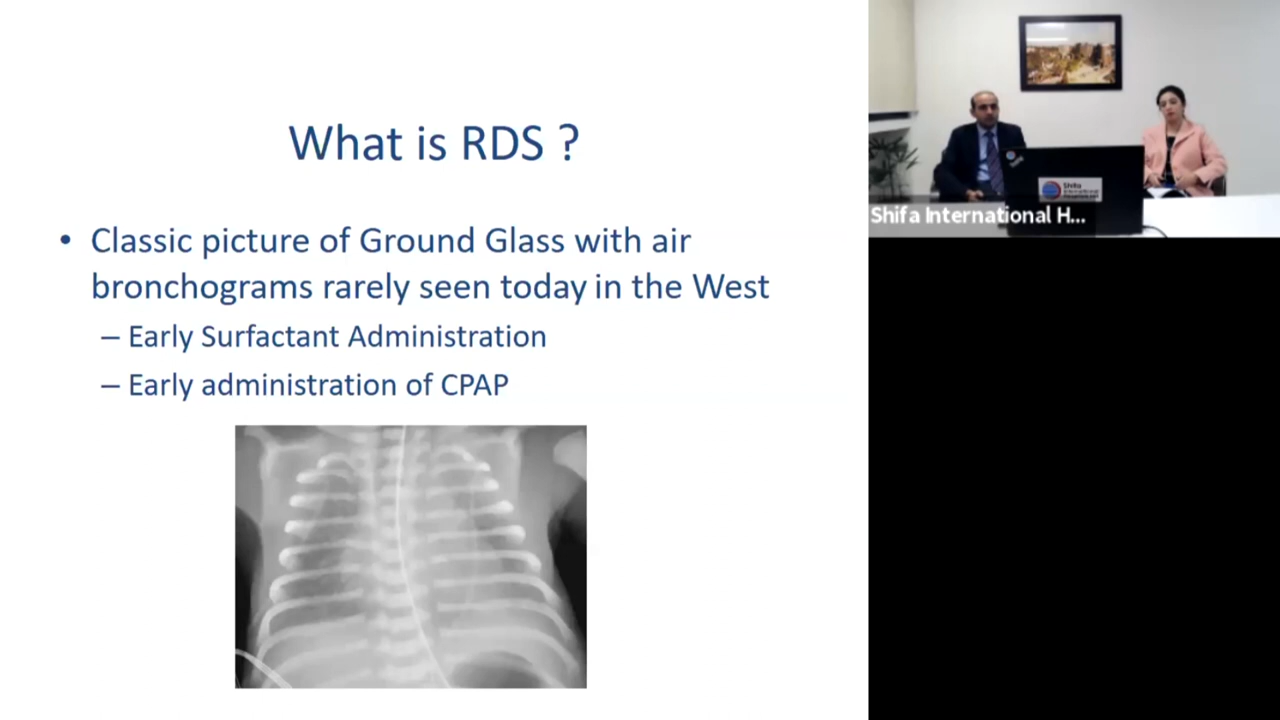 What is RDS ?
• Classic picture of Ground Glass with air
bronchograms rarely seen today in the West
– Early Surfactant Administration
– Early administration of CPAP
Shifa
Shifa International H...